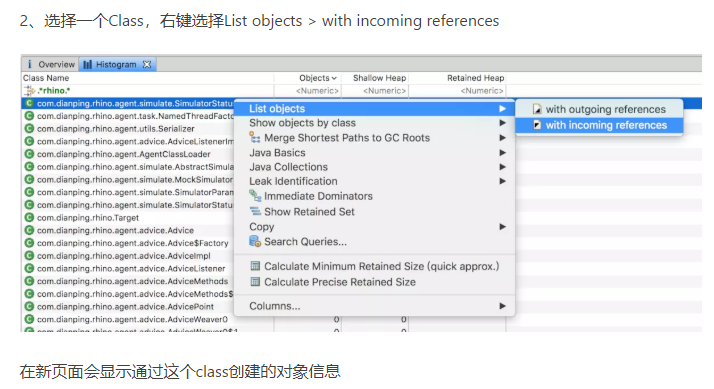 2、选择一个Class，右键选择List objects > with incoming references
Overview Histogram
Class Name Objects Shallow Heap Retained Heap
.*rhino.* <Numeric> <Numeric> <Numeric>
com.dianping.rhino.agent.simulate.SimulatorStatu
com.dianping.rhino.agent.task.NamedThreadFacto
com.dianping.rhino.agent.utils.Serializer
com.dianping.rhino.agent.advice.AdviceListenerIm
com.dianping.rhino.agent.AgentClassLoader
com.dianping.rhino.agent.simulate.AbstractSimula
com.dianping.rhino.agent.simulate.MockSimulator
com.dianping.rhino.agent.simulate.SimulatorParam
com.dianping.rhino.agent.simulate.SimulatorStatu
com.dianping.rhino.Target
com.dianping.rhino.agent.advice.Advice
com.dianping.rhino.agent.advice.Advice$Factory
com.dianping.rhino.agent.advice.AdviceImpl
com.dianping.rhino.agent.advice.AdviceListener
com.dianping.rhino.agent.advice.AdviceMethods
com.dianping.rhino.agent.advice.AdviceMethods$
com.dianping.rhino.agent.advice.AdvicePoint
com.dianping.rhino.agent.advice.AdviceWeaver0 0 0
List objects
Show objects by class
Merge Shortest Paths to GC Roots
Java Basics
Java Collections
Leak Identification
Immediate Dominators
Show Retained Set
Copy
Search Queries...
Calculate Minimum Retained Size (quick approx.)
Calculate Precise Retained Size
Columns...
with outgoing references
with incoming references
在新页面会显示通过这个class创建的对象信息